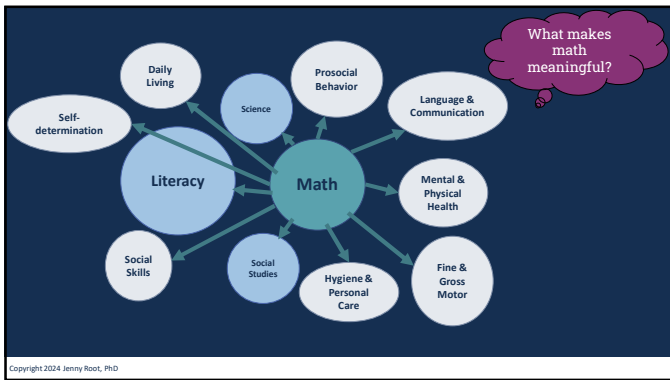 What makes
math
meaningful?
Daily
Living
Science
Prosocial
Behavior
Language &
Communication
Self-
determination
Literacy
Math
Mental &
Physical
Health
Social
Skills
Social
Studies
Hygiene &
Personal
Care
Fine &
Gross
Motor
Copyright 2024 Jenny Root, PhD